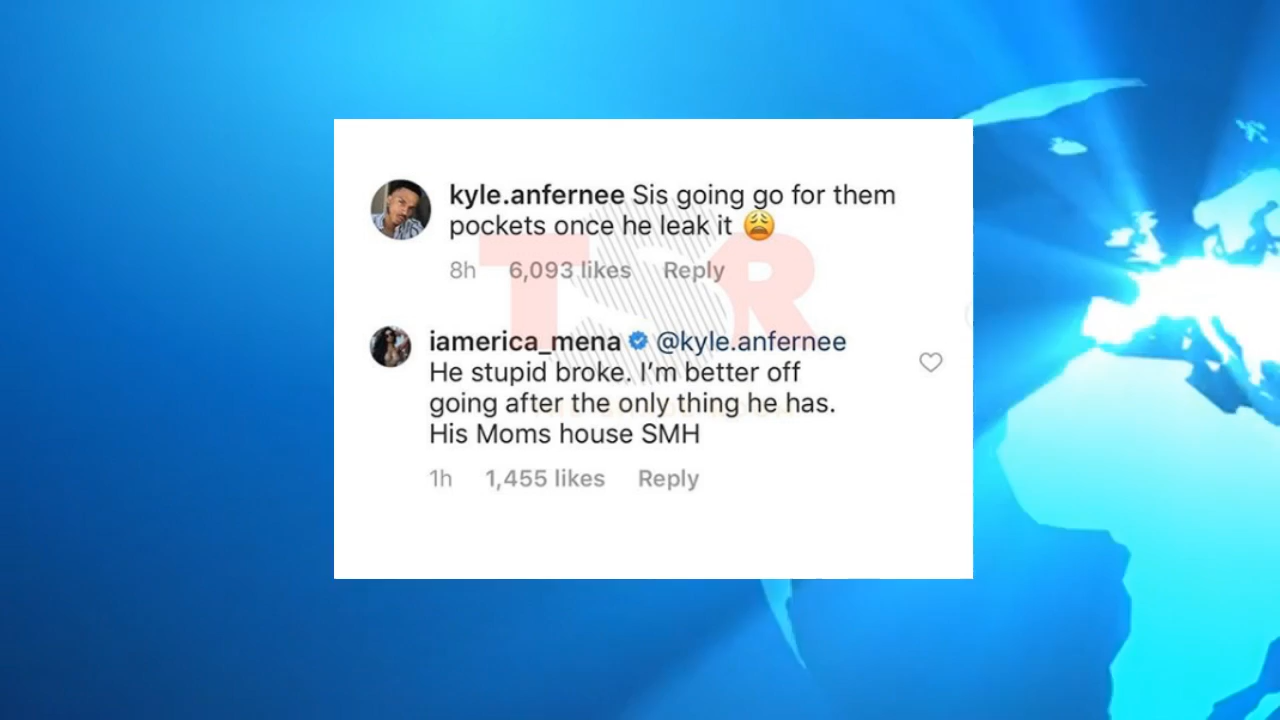 kyle.anfernee Sis going go for them
pockets once he leak it 😩
8h 6,093 likes Reply
TSR
iamerica_mena @kyle.anfernee
He stupid broke. I’m better off
going after the only thing he has.
His Moms house SMH
1h 1,455 likes Reply